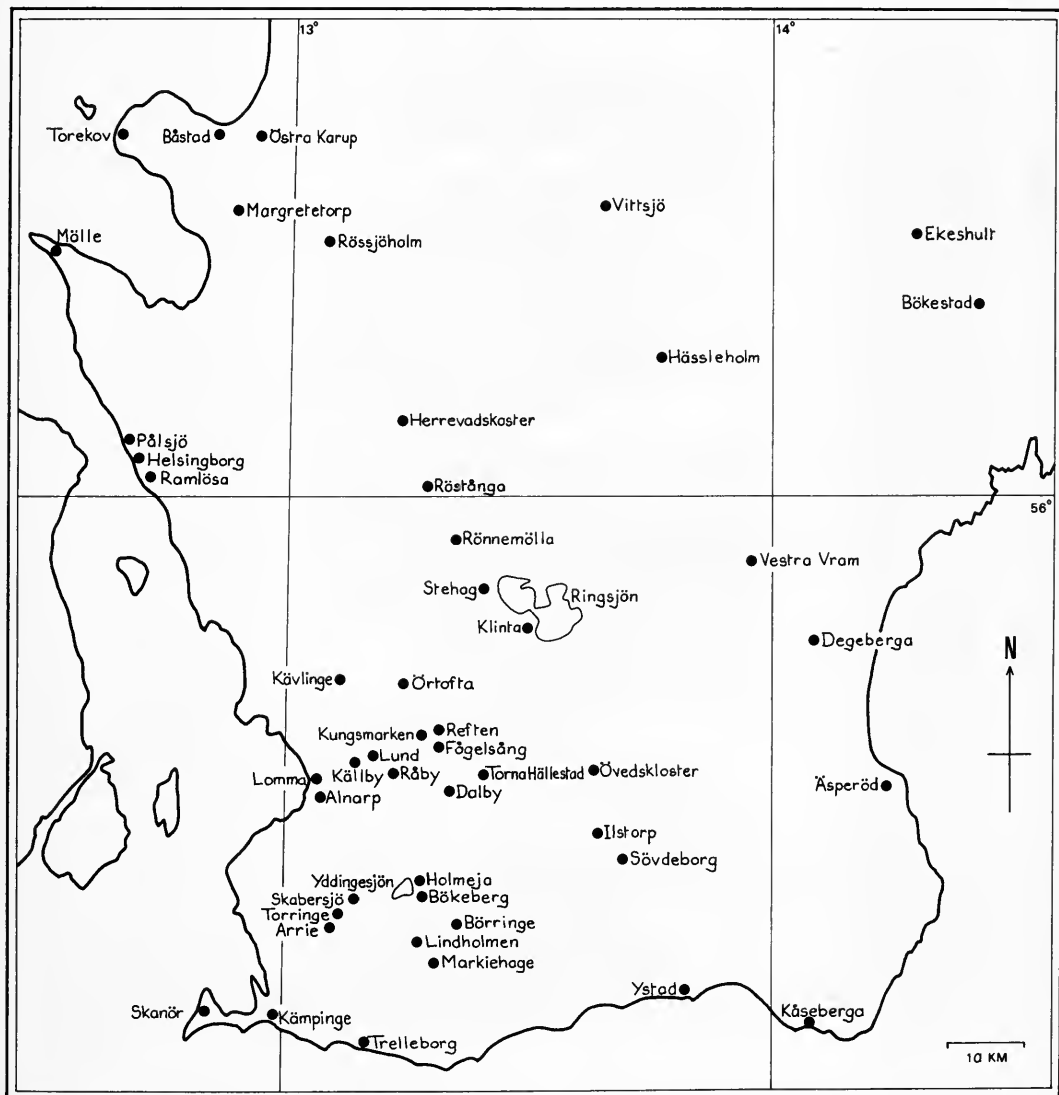 13°
14°
Torekov
Båstad
Östra Karup
Margretetorp
Vittsjö
Mölle
Rössjöholm
Ekeshult
Bökestad
Hässleholm
Herrevadskoster
Pålsjö
Helsingborg
Ramlösa
Röstånga
56°
Rönnemölla
Vestra Vram
Stehag
Ringsjön
Klinta
Degeberga
N
Kävlinge
Örtofta
Reften
Kungsmarken
Fågelsång
Lund
Källby
Råby
Torna Hällestad
Övedskloster
Lomma
Alnarp
Dalby
Äsperöd
Ilstorp
Sövdeborg
Yddingesjön
Holmeja
Skabersjö
Bökeberg
Torringe
Arrie
Börringe
Lindholmen
Markiehage
Ystad
Skanör
Kämpinge
Kåseberga
Trelleborg
10 KM